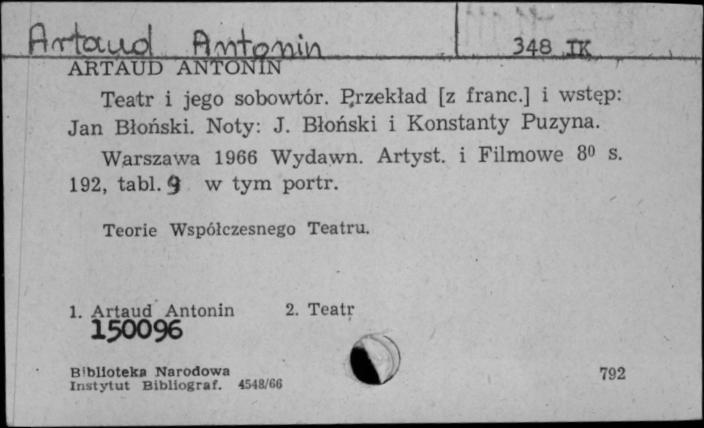 Artaud Antonin 348 IK
ARTAUD ANTONIN
Teatr i jego sobowtór. Przekład [z franc.] i wstęp:
Jan Błoński. Noty: J. Błoński i Konstanty Puzyna.
Warszawa 1966 Wydawn. Artyst. i Filmowe 8⁰ s.
192, tabl. 9 w tym portr.
Teorie Współczesnego Teatru.
1. Artaud Antonin 2. Teatr
150096
Biblioteka Narodowa
Instytut Bibliograf. 4548/66
792